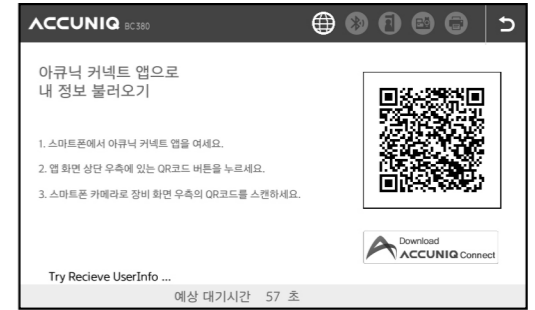 ACCUNIQ BC380
아큐닉 커넥트 앱으로
내 정보 불러오기
1. 스마트폰에서 아큐닉 커넥트 앱을 여세요.
2. 앱 화면 상단 우측에 있는 QR코드 버튼을 누르세요.
3. 스마트폰 카메라로 장비 화면 우측의 QR코드를 스캔하세요.
Download
ACCUNIQ Connect
Try Recieve UserInfo ...
예상 대기시간 57 초